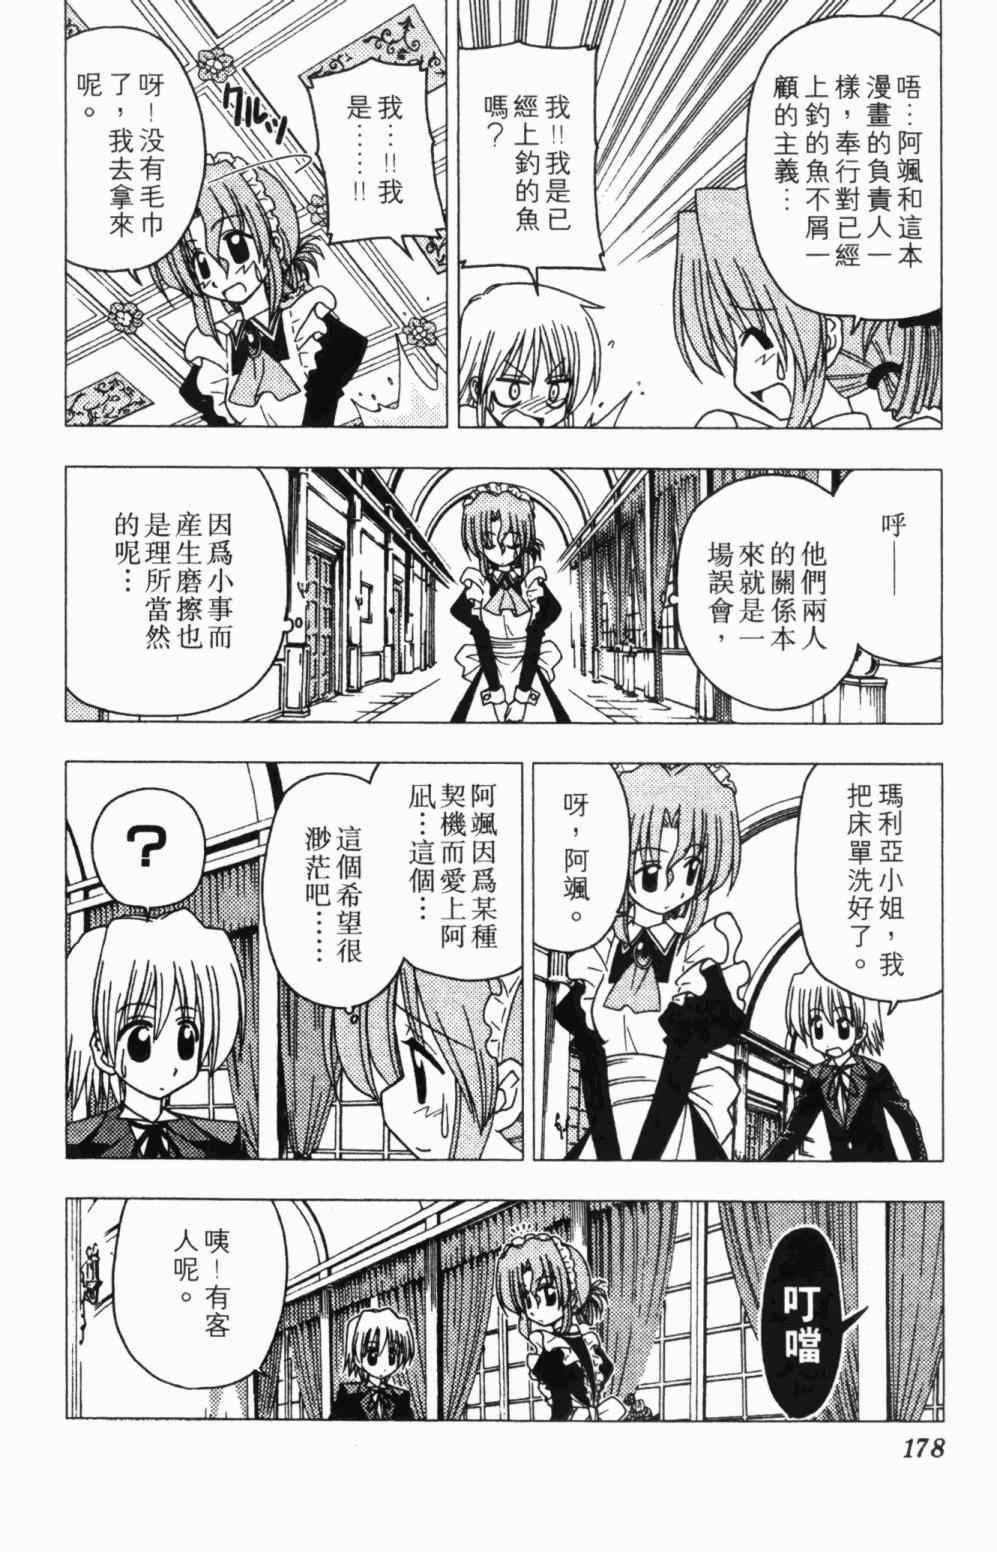 唔…阿颯和這本
漫畫的負責人一
樣，奉行對已經
上釣的魚不屑一
顧的主義…
我!!我是已
經上釣的魚
嗎?
我…!!我
是……!!
クルッ
呀!没有毛巾
了，我去拿來
呢。
呼——
他們兩人
的關係本
來就是一
場誤會，
因爲小事而
產生磨擦也
是理所當然
的呢…
瑪利亞小姐，我
把床單洗好了。
呀，阿颯。
阿颯因爲某種
契機而愛上阿
凪…這個…
這個希望很
渺茫吧……
?
叮噹
咦!有客
人呢。
178